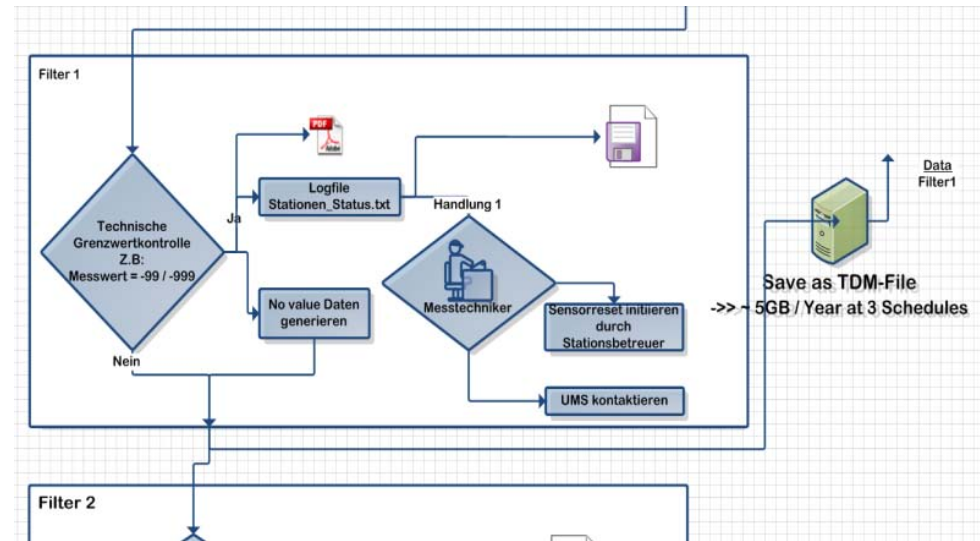 Filter 1
PDF
Adobe
Logfile
Stationen_Status.txt
Handlung 1
Ja
Technische
Grenzwertkontrolle
Z.B:
Messwert = -99 / -999
No value Daten
generieren
Nein
Messtechniker
Sensorreset initiieren
durch
Stationsbetreuer
UMS kontaktieren
Data
Filter1
Save as TDM-File
->> ~ 5GB / Year at 3 Schedules
Filter 2